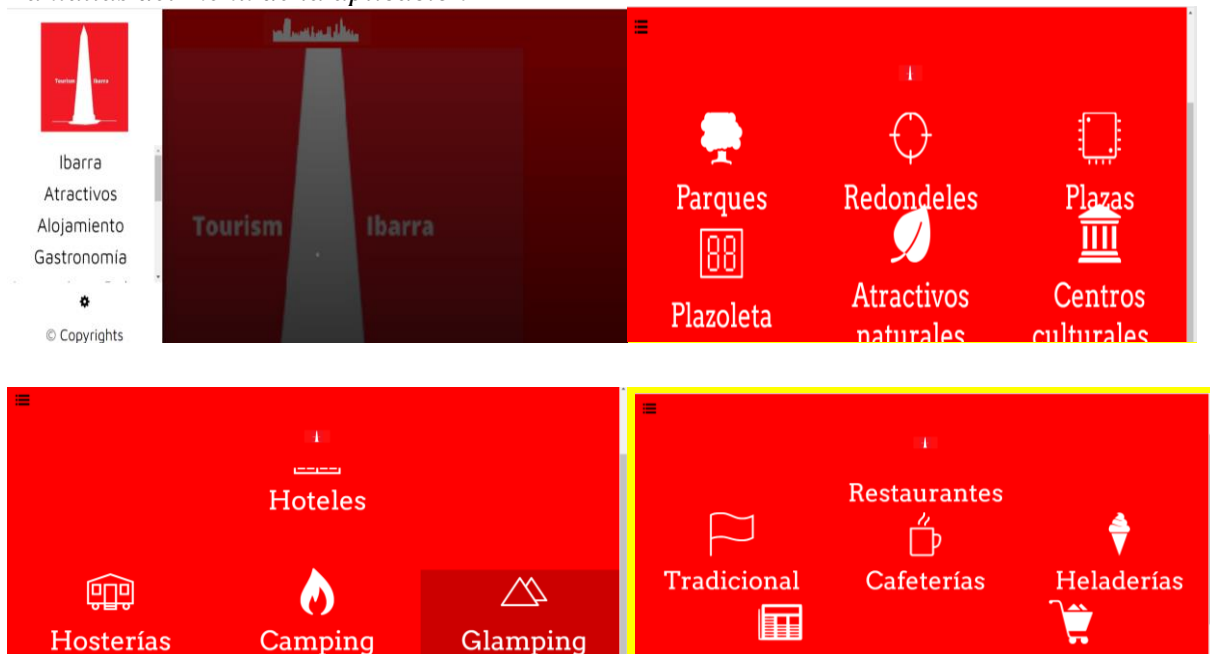 Tourism Ibarra
Ibarra
Atractivos
Alojamiento
Gastronomía
© Copyrights
Tourism Ibarra
Parques
Redondeles
Plazas
Plazoleta
Atractivos
naturales
Centros
culturales
Hoteles
Hosterías
Camping
Glamping
Restaurantes
Tradicional
Cafeterías
Heladerías